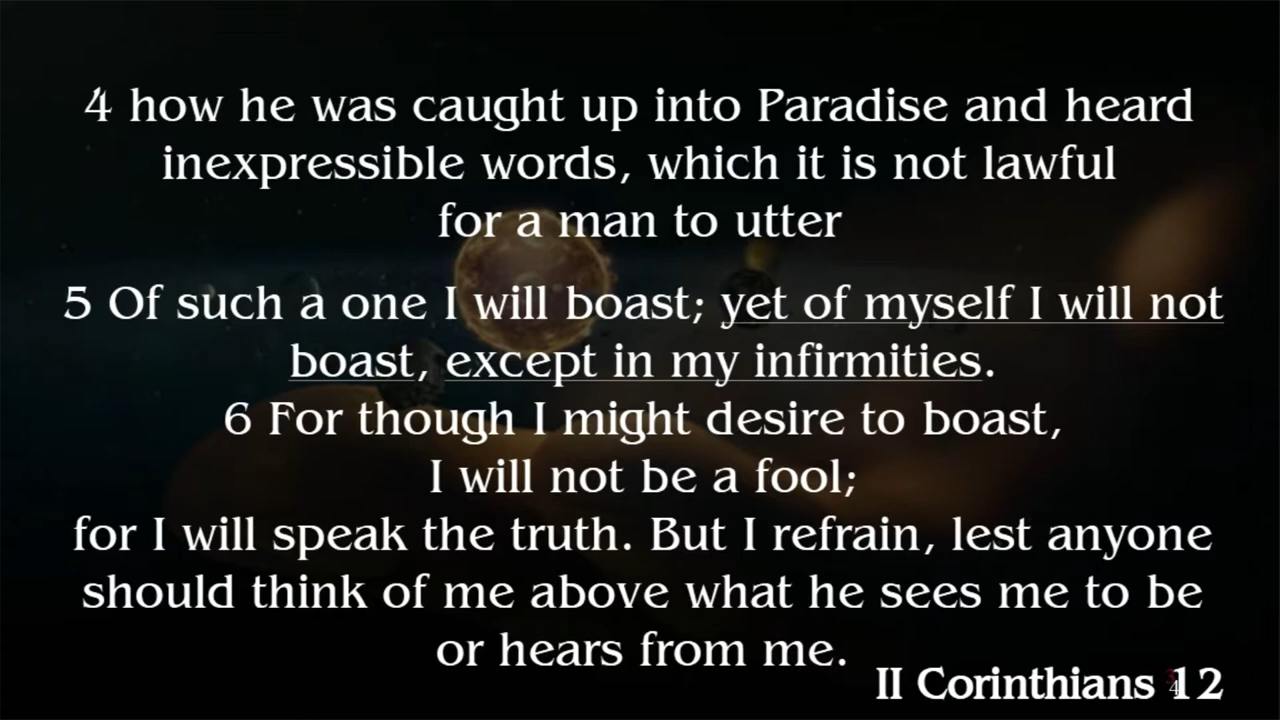 4 how he was caught up into Paradise and heard
inexpressible words, which it is not lawful
for a man to utter
5 Of such a one I will boast; yet of myself I will not
boast, except in my infirmities.
6 For though I might desire to boast,
I will not be a fool;
for I will speak the truth. But I refrain, lest anyone
should think of me above what he sees me to be
or hears from me.
II Corinthians 12
4